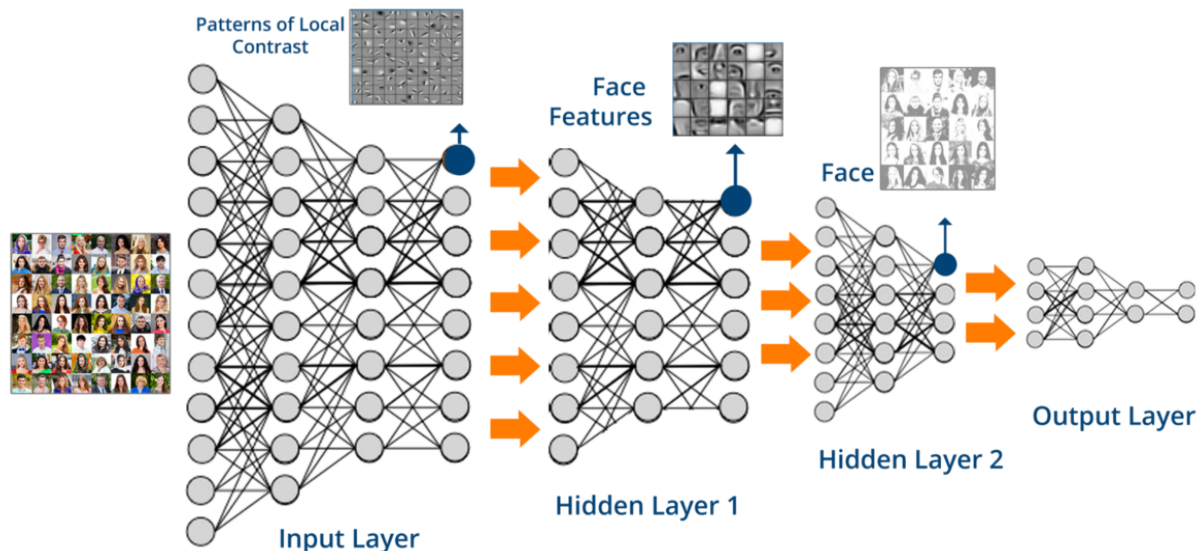 Patterns of Local
Contrast
Face
Features
Face
Input Layer
Hidden Layer 1
Hidden Layer 2
Output Layer